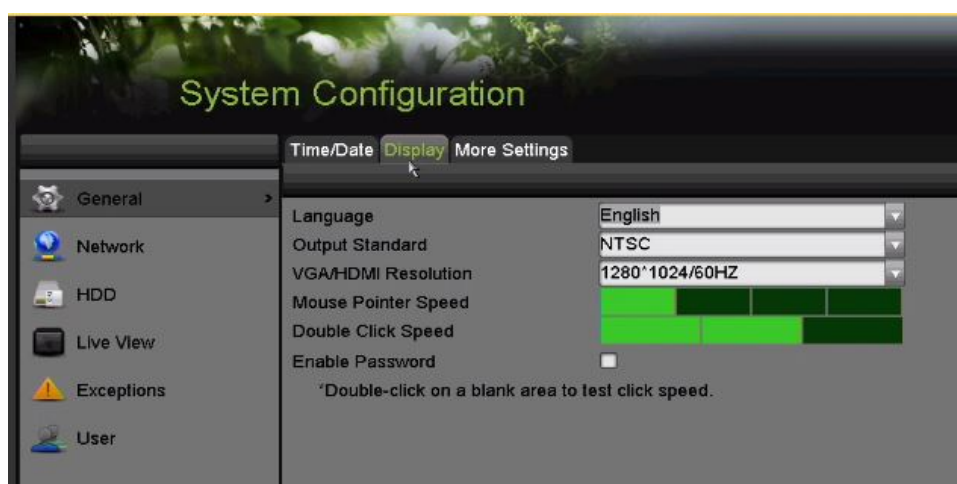 System Configuration
Time/Date Display More Settings
General
Network
HDD
Live View
Exceptions
User
Language English
Output Standard NTSC
VGA/HDMI Resolution 1280*1024/60HZ
Mouse Pointer Speed
Double Click Speed
Enable Password
*Double-click on a blank area to test click speed.